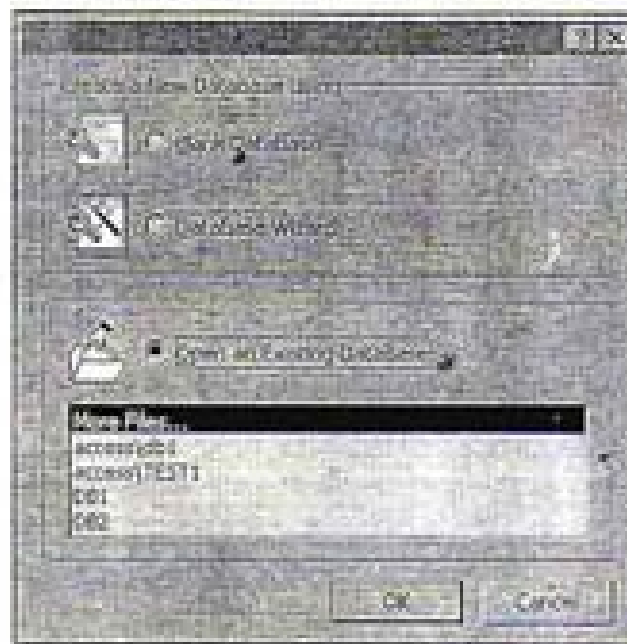 Create a New Database Using
Blank Database
Database Wizard
Open an Existing Database
More Files...
access\db1
access\TEST1
DB1
DB2
OK
Cancel